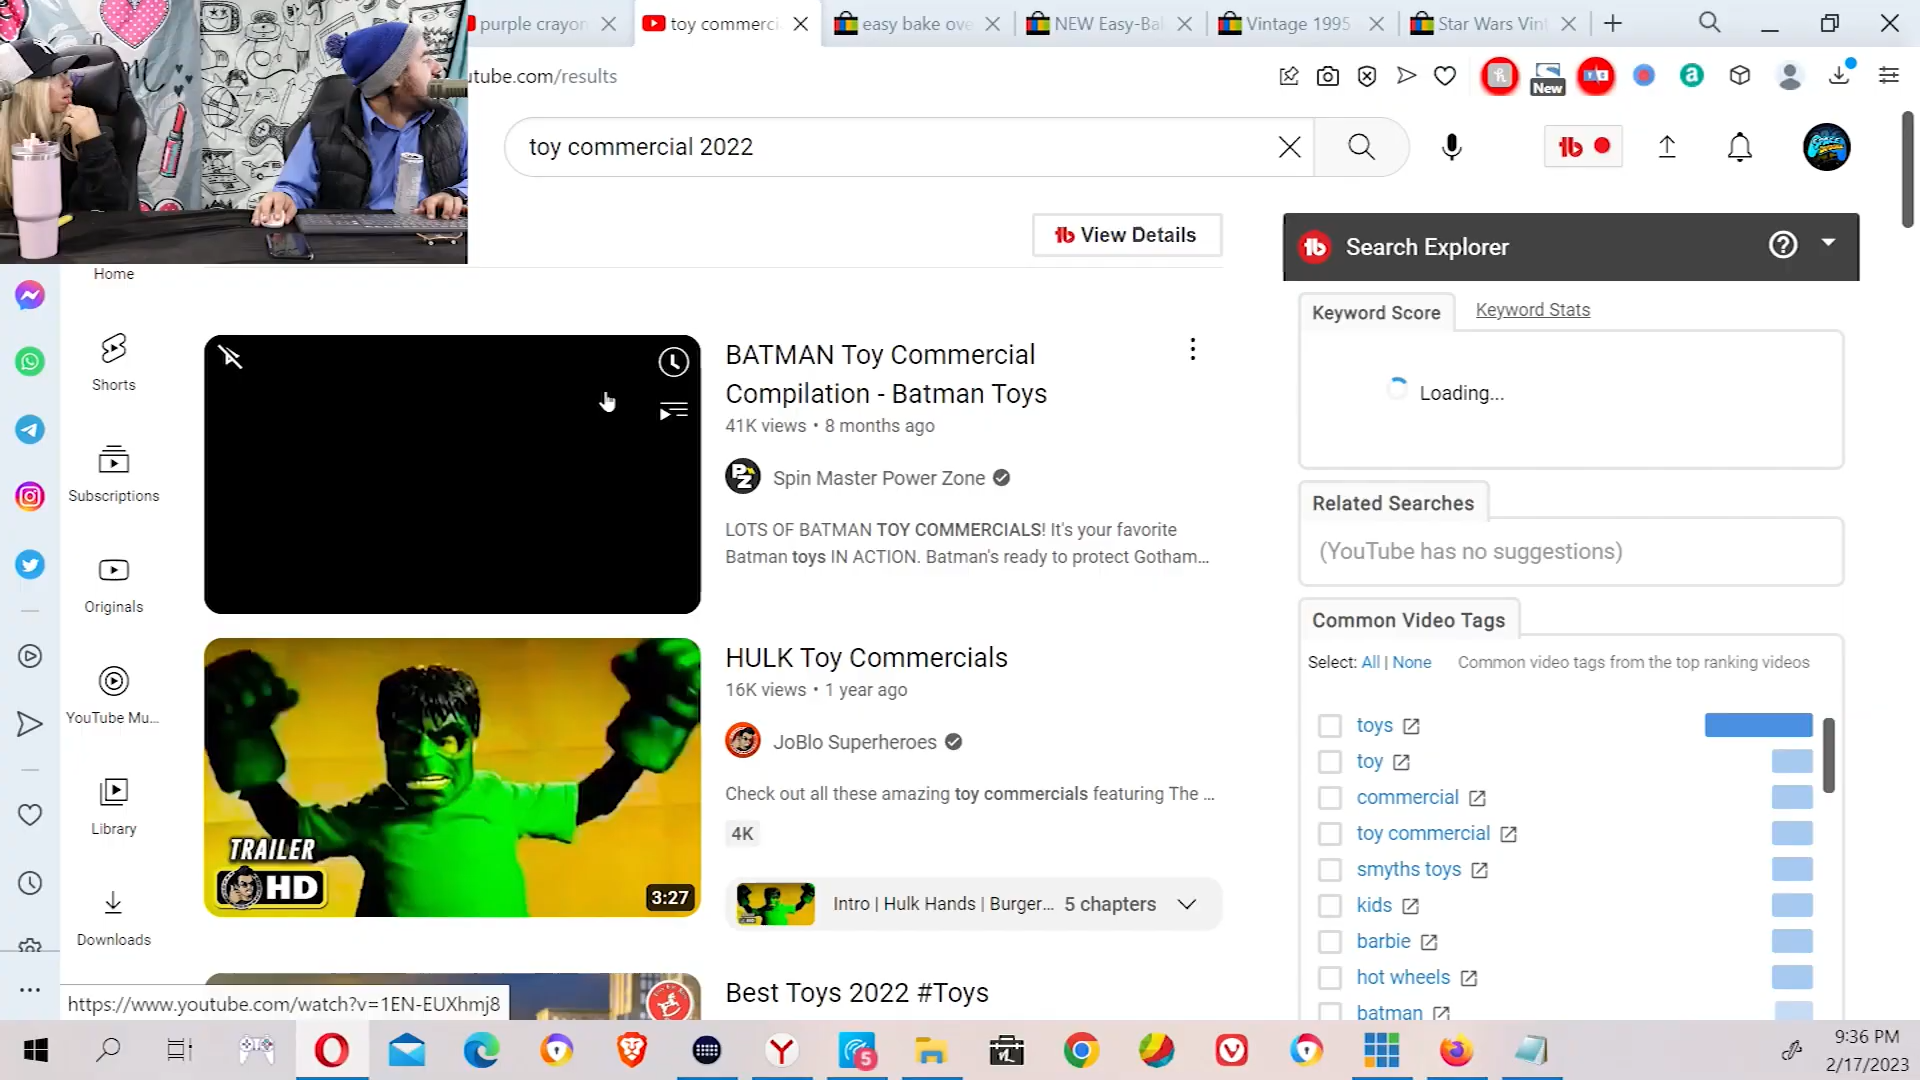 purple crayon
toy commerci
easy bake ove
NEW Easy-Bal
Vintage 1995
Star Wars Vin
utube.com/results
New
toy commercial 2022
View Details
Search Explorer
Keyword Score
Keyword Stats
Loading...
Related Searches
(YouTube has no suggestions)
Common Video Tags
Select: All | None
Common video tags from the top ranking videos
toys
toy
commercial
toy commercial
smyths toys
kids
barbie
hot wheels
batman
Home
Shorts
Subscriptions
Originals
YouTube Mu...
Library
Downloads
BATMAN Toy Commercial
Compilation - Batman Toys
41K views • 8 months ago
Spin Master Power Zone
LOTS OF BATMAN TOY COMMERCIALS! It's your favorite
Batman toys IN ACTION. Batman's ready to protect Gotham...
TRAILER
HD
3:27
HULK Toy Commercials
16K views • 1 year ago
JoBlo Superheroes
Check out all these amazing toy commercials featuring The ...
4K
Intro | Hulk Hands | Burger...
5 chapters
Best Toys 2022 #Toys
https://www.youtube.com/watch?v=1EN-EUXhmj8
5
9:36 PM
2/17/2023